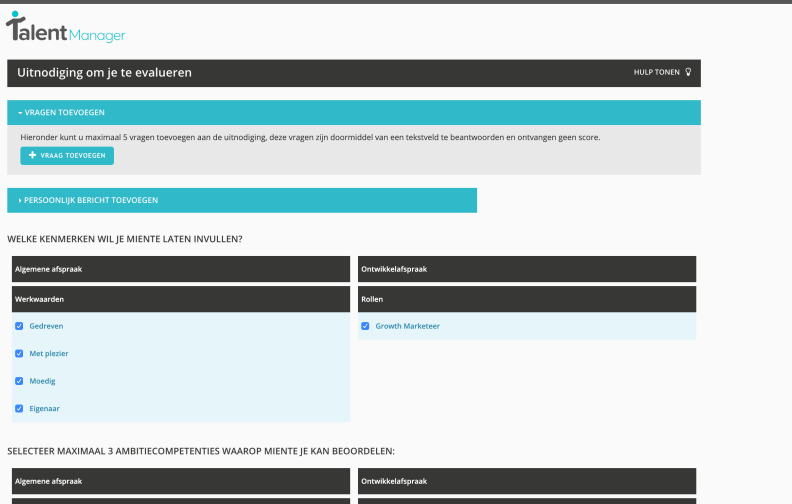 Talent Manager
Uitnodiging om je te evalueren
HULP TONEN
VRAGEN TOEVOEGEN
Hieronder kunt u maximaal 5 vragen toevoegen aan de uitnodiging, deze vragen zijn doormiddel van een tekstveld te beantwoorden en ontvangen geen score.
VRAAG TOEVOEGEN
PERSOONLIJK BERICHT TOEVOEGEN
WELKE KENMERKEN WIL JE MIENTE LATEN INVULLEN?
Algemene afspraak
Ontwikkelafspraak
Werkwaarden
Rollen
Gedreven
Growth Marketeer
Met plezier
Moedig
Eigenaar
SELECTEER MAXIMAAL 3 AMBITIECOMPETENTIES WAAROP MIENTE JE KAN BEOORDELEN:
Algemene afspraak
Ontwikkelafspraak